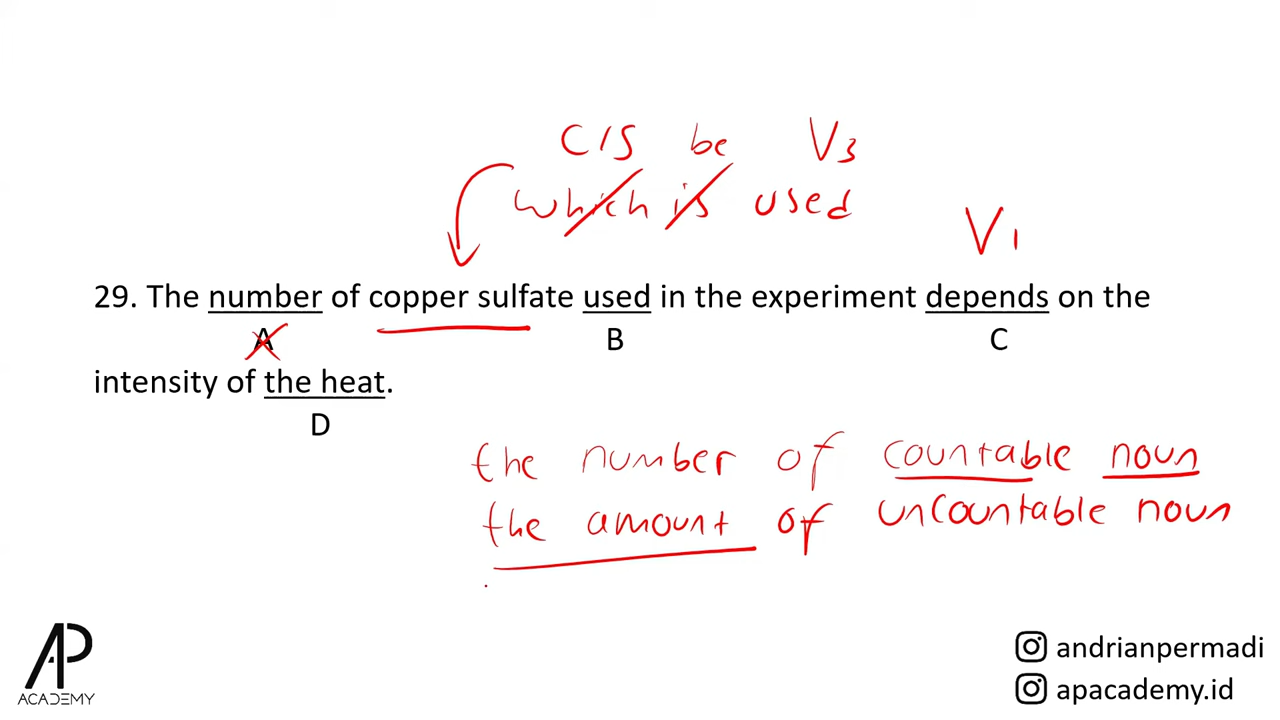 C/S be V3
which is used
V1
29. The number of copper sulfate used in the experiment depends on the
A B C
intensity of the heat.
D
the number of countable noun
the amount of uncountable noun
AP
ACADEMY
andrianpermadi
apacademy.id